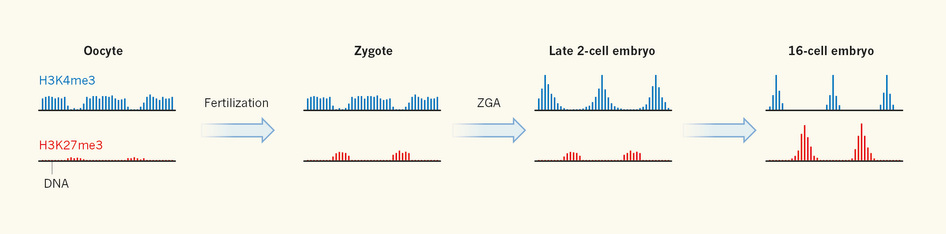 Oocyte
Zygote
Late 2-cell embryo
16-cell embryo
H3K4me3
Fertilization
ZGA
H3K27me3
DNA